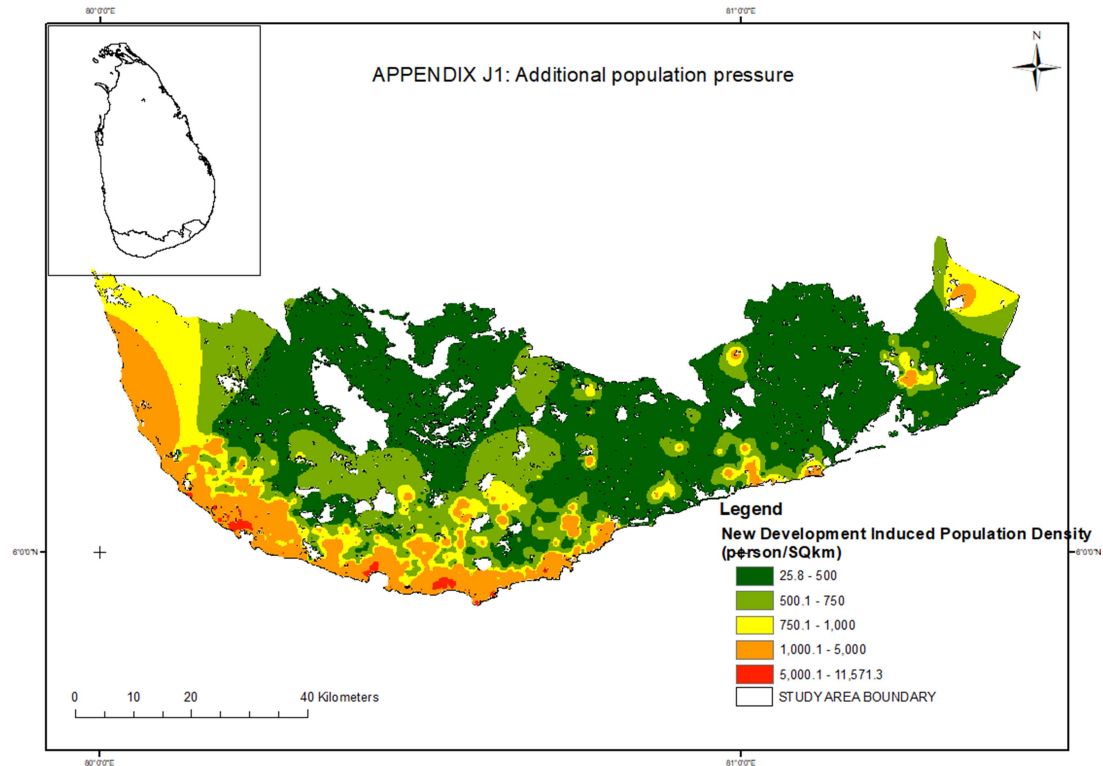 80°0'0"E
81°0'0"E
N
APPENDIX J1: Additional population pressure
Legend
New Development Induced Population Density
(person/SQkm)
6°0'0"N
6°0'0"N
25.8 - 500
500.1 - 750
750.1 - 1,000
1,000.1 - 5,000
5,000.1 - 11,571.3
STUDY AREA BOUNDARY
0 10 20 40 Kilometers
80°0'0"E
81°0'0"E